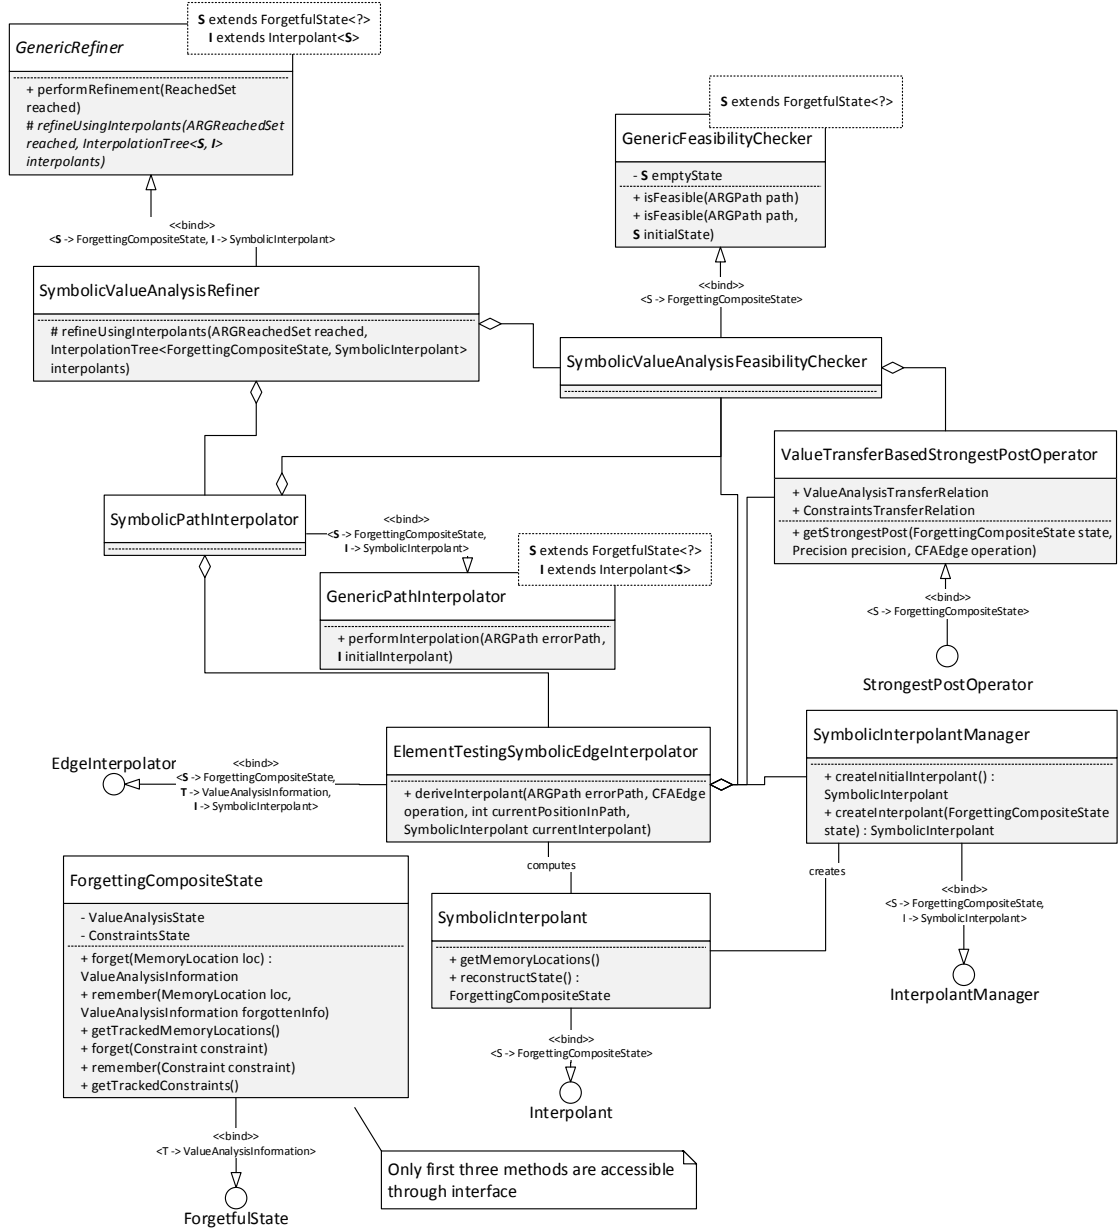 S extends ForgetfulState<?>
I extends Interpolant<S>
GenericRefiner
+ performRefinement(ReachedSet
reached)
# refineUsingInterpolants(ARGReachedSet
reached, InterpolationTree<S, I>
interpolants)
<<bind>>
<S -> ForgettingCompositeState, I -> SymbolicInterpolant>
S extends ForgetfulState<?>
GenericFeasibilityChecker
- S emptyState
+ isFeasible(ARGPath path)
+ isFeasible(ARGPath path,
S initialState)
<<bind>>
<S -> ForgettingCompositeState>
SymbolicValueAnalysisRefiner
# refineUsingInterpolants(ARGReachedSet reached,
InterpolationTree<ForgettingCompositeState, SymbolicInterpolant>
interpolants)
SymbolicValueAnalysisFeasibilityChecker
ValueTransferBasedStrongestPostOperator
+ ValueAnalysisTransferRelation
+ ConstraintsTransferRelation
+ getStrongestPost(ForgettingCompositeState state,
Precision precision, CFAEdge operation)
<<bind>>
<S -> ForgettingCompositeState>
StrongestPostOperator
SymbolicPathInterpolator
<<bind>>
<S -> ForgettingCompositeState,
I -> SymbolicInterpolant>
S extends ForgetfulState<?>
I extends Interpolant<S>
GenericPathInterpolator
+ performInterpolation(ARGPath errorPath,
I initialInterpolant)
EdgeInterpolator
<<bind>>
<S -> ForgettingCompositeState,
T -> ValueAnalysisInformation,
I -> SymbolicInterpolant>
ElementTestingSymbolicEdgeInterpolator
+ deriveInterpolant(ARGPath errorPath, CFAEdge
operation, int currentPositionInPath,
SymbolicInterpolant currentInterpolant)
SymbolicInterpolantManager
+ createInitialInterpolant() :
SymbolicInterpolant
+ createInterpolant(ForgettingCompositeState
state) : SymbolicInterpolant
computes
creates
<<bind>>
<S -> ForgettingCompositeState,
I -> SymbolicInterpolant>
InterpolantManager
ForgettingCompositeState
- ValueAnalysisState
- ConstraintsState
+ forget(MemoryLocation loc) :
ValueAnalysisInformation
+ remember(MemoryLocation loc,
ValueAnalysisInformation forgottenInfo)
+ getTrackedMemoryLocations()
+ forget(Constraint constraint)
+ remember(Constraint constraint)
+ getTrackedConstraints()
SymbolicInterpolant
+ getMemoryLocations()
+ reconstructState() :
ForgettingCompositeState
<<bind>>
<S -> ForgettingCompositeState>
Interpolant
<<bind>>
<T -> ValueAnalysisInformation>
ForgetfulState
Only first three methods are accessible
through interface